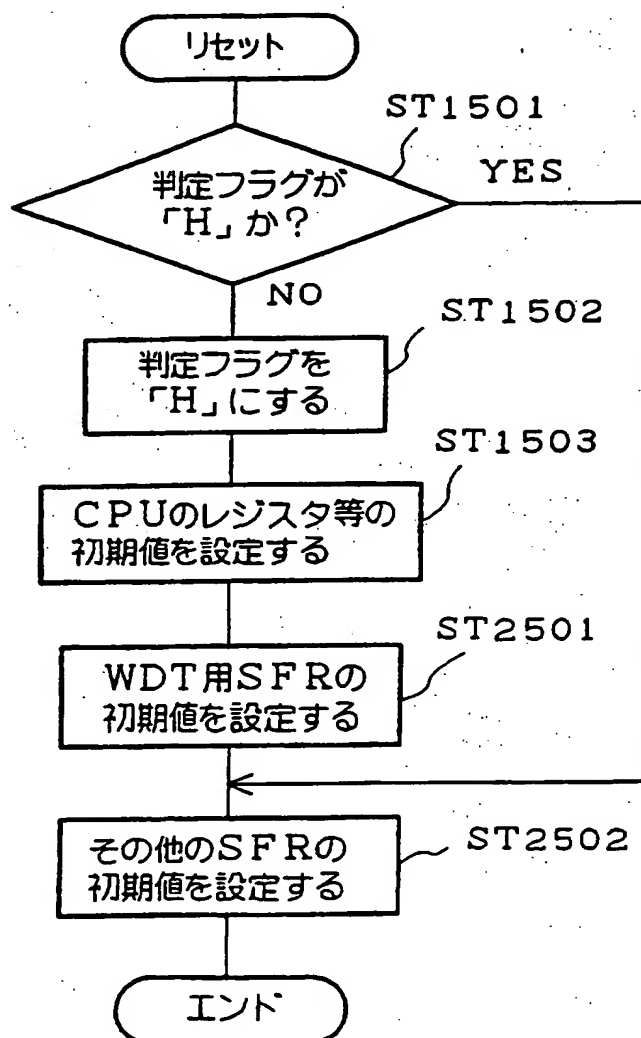 リセット
ST1501
判定フラグが
「H」か?
YES
NO
ST1502
判定フラグを
「H」にする
ST1503
CPUのレジスタ等の
初期値を設定する
ST2501
WDT用SFRの
初期値を設定する
ST2502
その他のSFRの
初期値を設定する
エンド